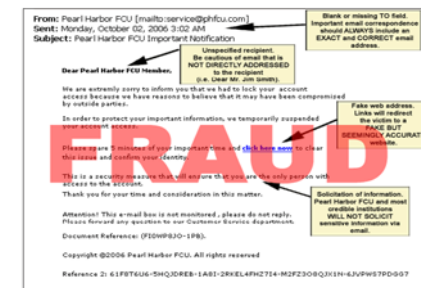 From: Pearl Harbor FCU [mailto:service@phfcu.com]
Sent: Monday, October 02, 2006 3:02 AM
Subject: Pearl Harbor FCU Important Notification
Blank or missing TO field.
Important email correspondence
should ALWAYS include an
EXACT and CORRECT email
address.
Unspecified recipient.
Be cautious of email that is
NOT DIRECTLY ADDRESSED
to the recipient
(i.e. Dear Mr. Jim Smith).
Dear Pearl Harbor FCU Member,
We are extremely sorry to inform you that we had to lock your account
access because we have reasons to believe that it may have been compromised
by outside parties.
In order to protect your important information, we temporarily suspended
your account access.
Fake web address.
Links will redirect
the victim to a
FAKE BUT
SEEMINGLY ACCURATE
website.
Please spare 5 minutes of your important time and click here now to clear
this issue and confirm your identity.
FRAUD
This is a security measure that will ensure that you are the only person with
access to the account.
Thank you for your time and consideration in this matter.
Solicitation of information.
Pearl Harbor FCU and most
credible institutions
WILL NOT SOLICIT
sensitive information via
email.
Attention! This e-mail box is not monitored , please do not reply.
Please forward any question to our Customer Service department.
Document Reference: (FIDWP8JO-1PB).
Copyright @2006 Pearl Harbor FCU. All rights reserved